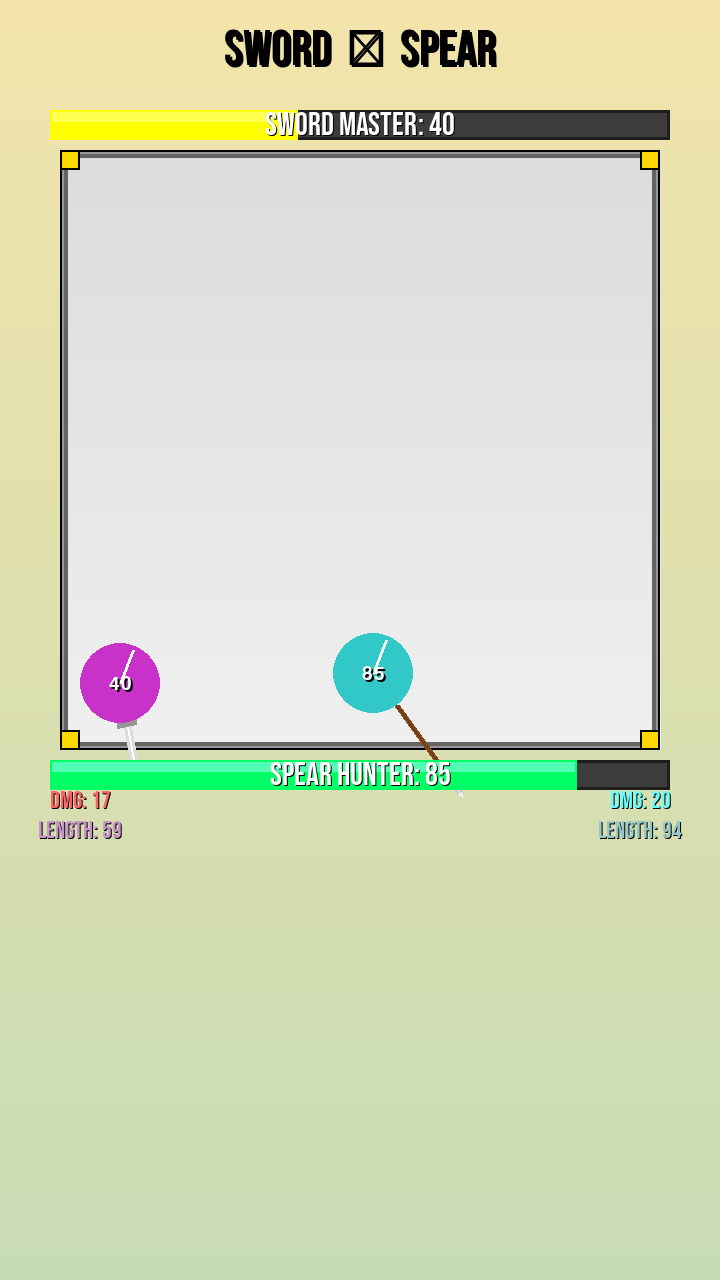 SWORD ☒ SPEAR
SWORD MASTER: 40
40
85
SPEAR HUNTER: 85
DMG: 17
DMG: 20
LENGTH: 59
LENGTH: 94